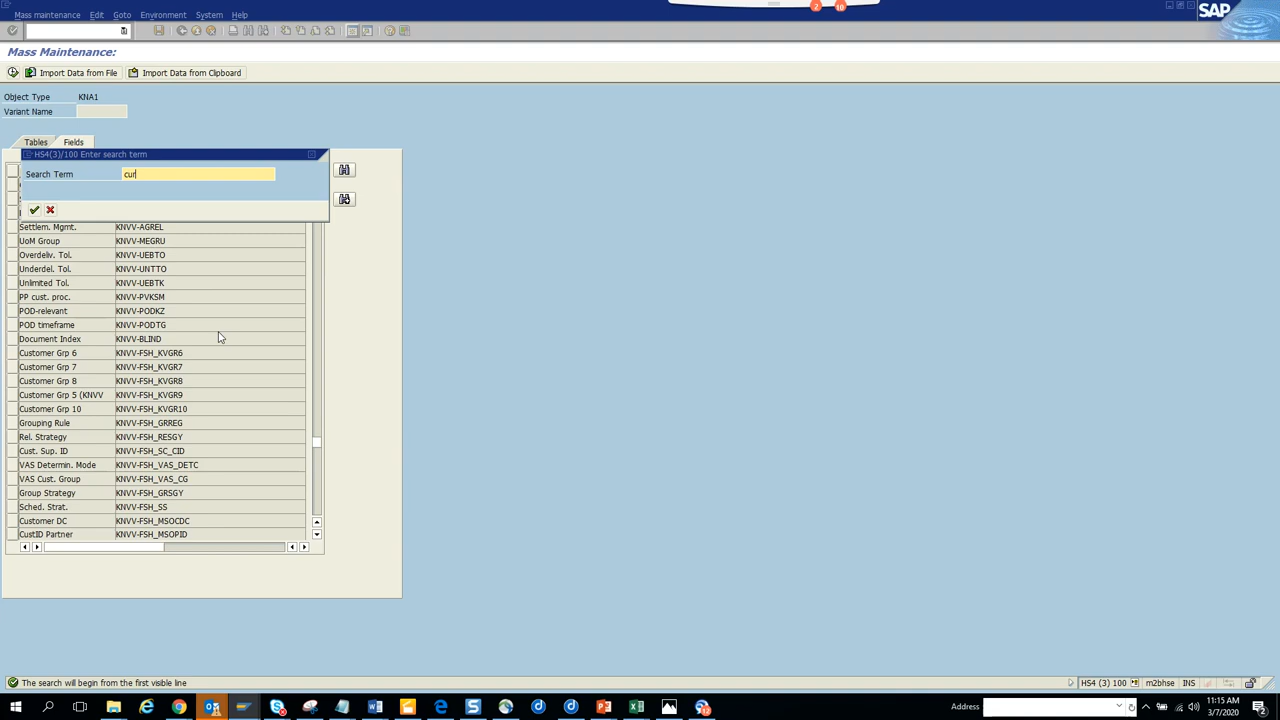 2 10
Mass maintenance Edit Goto Environment System Help
SAP
Mass Maintenance:
Import Data from File Import Data from Clipboard
Object Type KNA1
Variant Name
Tables Fields
HS4(3)/100 Enter search term
Search Term cur
Settlem. Mgmt. KNVV-AGREL
UoM Group KNVV-MEGRU
Overdeliv. Tol. KNVV-UEBTO
Underdel. Tol. KNVV-UNTTO
Unlimited Tol. KNVV-UEBTK
PP cust. proc. KNVV-PVKSM
POD-relevant KNVV-PODKZ
POD timeframe KNVV-PODTG
Document Index KNVV-BLIND
Customer Grp 6 KNVV-FSH_KVGR6
Customer Grp 7 KNVV-FSH_KVGR7
Customer Grp 8 KNVV-FSH_KVGR8
Customer Grp 5 (KNVV KNVV-FSH_KVGR9
Customer Grp 10 KNVV-FSH_KVGR10
Grouping Rule KNVV-FSH_GRREG
Rel. Strategy KNVV-FSH_RESGY
Cust. Sup. ID KNVV-FSH_SC_CID
VAS Determin. Mode KNVV-FSH_VAS_DETC
VAS Cust. Group KNVV-FSH_VAS_CG
Group Strategy KNVV-FSH_GRSGY
Sched. Strat. KNVV-FSH_SS
Customer DC KNVV-FSH_MSOCDC
CustID Partner KNVV-FSH_MSOPID
The search will begin from the first visible line
HS4 (3) 100 m2bhse INS
Address
11:15 AM
3/7/2020